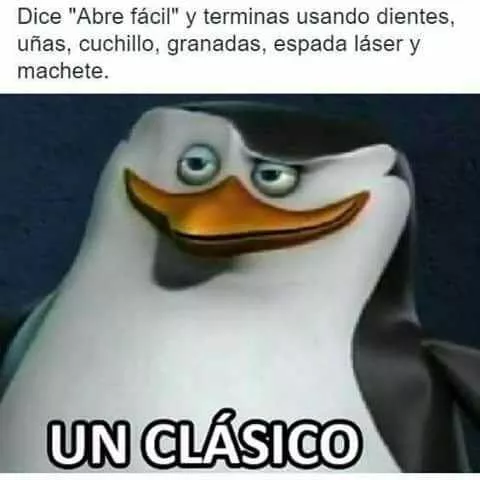 Dice "Abre fácil" y terminas usando dientes,
uñas, cuchillo, granadas, espada láser y
machete.
UN CLÁSICO